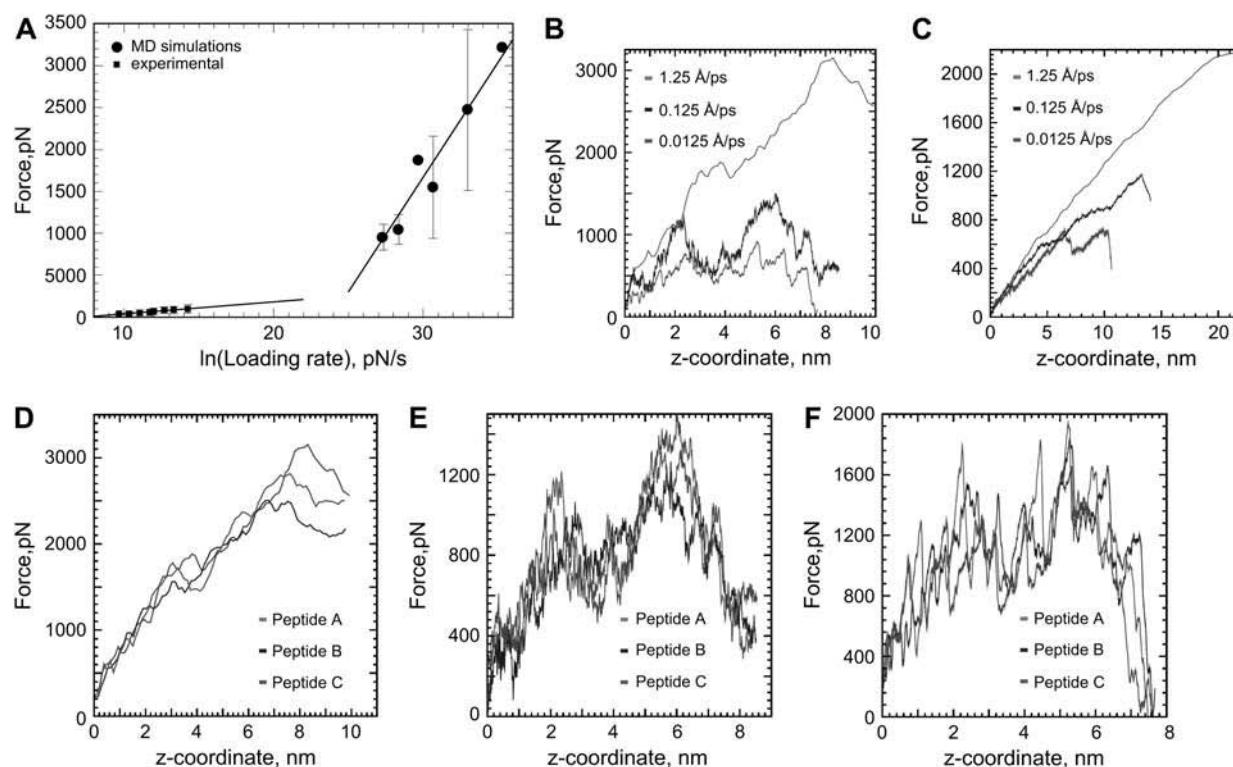 A
3500
3000
2500
2000
1500
1000
5000
0
Force,pN
MD simulations
experimental
10
20
30
ln(Loading rate), pN/s
B
3000
2000
1000
0
Force,pN
1.25 Å/ps
0.125 Å/ps
0.0125 Å/ps
0 2 4 6 8 10
z-coordinate, nm
C
2000
1600
1200
800
400
0
Force,pN
1.25 Å/ps
0.125 Å/ps
0.0125 Å/ps
0 5 10 15 20
z-coordinate, nm
D
3000
2000
1000
0
Force,pN
Peptide A
Peptide B
Peptide C
0 2 4 6 8 10
z-coordinate, nm
E
1200
800
400
0
Force,pN
Peptide A
Peptide B
Peptide C
0 2 4 6 8
z-coordinate, nm
F
2000
1600
1200
800
400
0
Force,pN
Peptide A
Peptide B
Peptide C
0 2 4 6 8
z-coordinate, nm